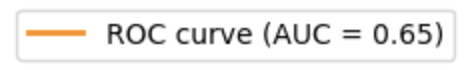 ROC curve (AUC = 0.65)